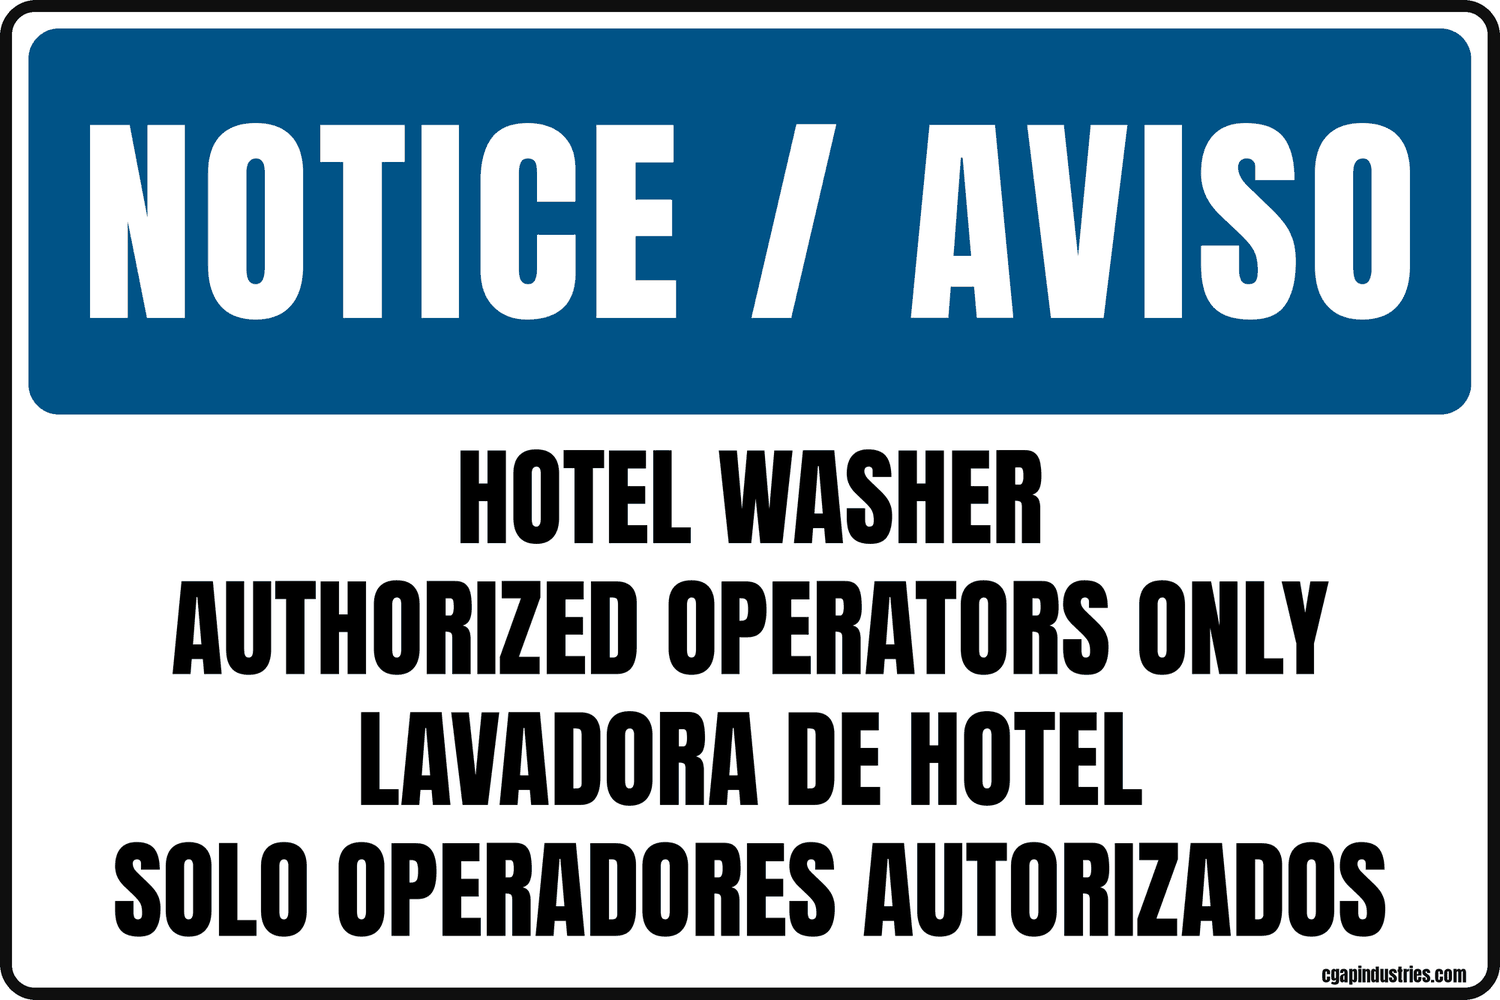 NOTICE / AVISO
HOTEL WASHER
AUTHORIZED OPERATORS ONLY
LAVADORA DE HOTEL
SOLO OPERADORES AUTORIZADOS
cgapindustries.com